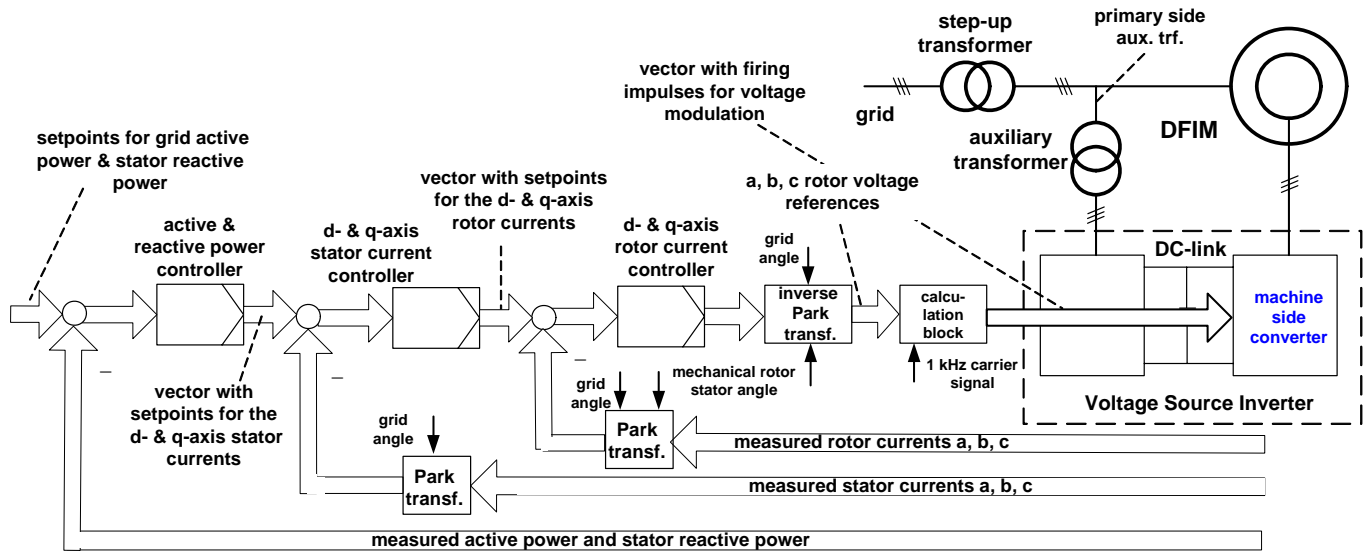 step-up
transformer
primary side
aux. trf.
vector with firing
impulses for voltage
modulation
grid
DFIM
auxiliary
transformer
setpoints for grid active
power & stator reactive
power
vector with setpoints
for the d- & q-axis
rotor currents
a, b, c rotor voltage
references
active &
reactive power
controller
d- & q-axis
stator current
controller
d- & q-axis
rotor current
controller
grid
angle
DC-link
inverse
Park
transf.
calcu-
lation
block
machine
side
converter
_
_
_
vector with
setpoints for the
d- & q-axis stator
currents
grid
angle
mechanical rotor
stator angle
1 kHz carrier
signal
Voltage Source Inverter
grid
angle
Park
transf.
measured rotor currents a, b, c
Park
transf.
measured stator currents a, b, c
measured active power and stator reactive power